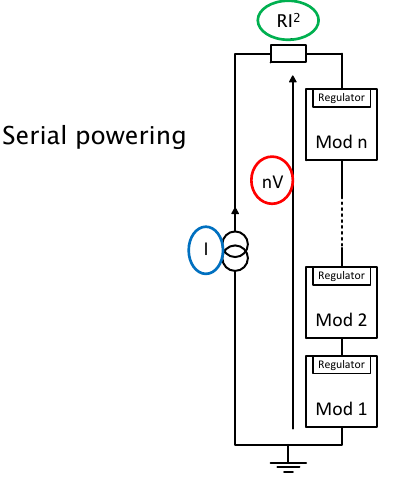 RI²
Regulator
Mod n
Serial powering
nV
I
Regulator
Mod 2
Regulator
Mod 1